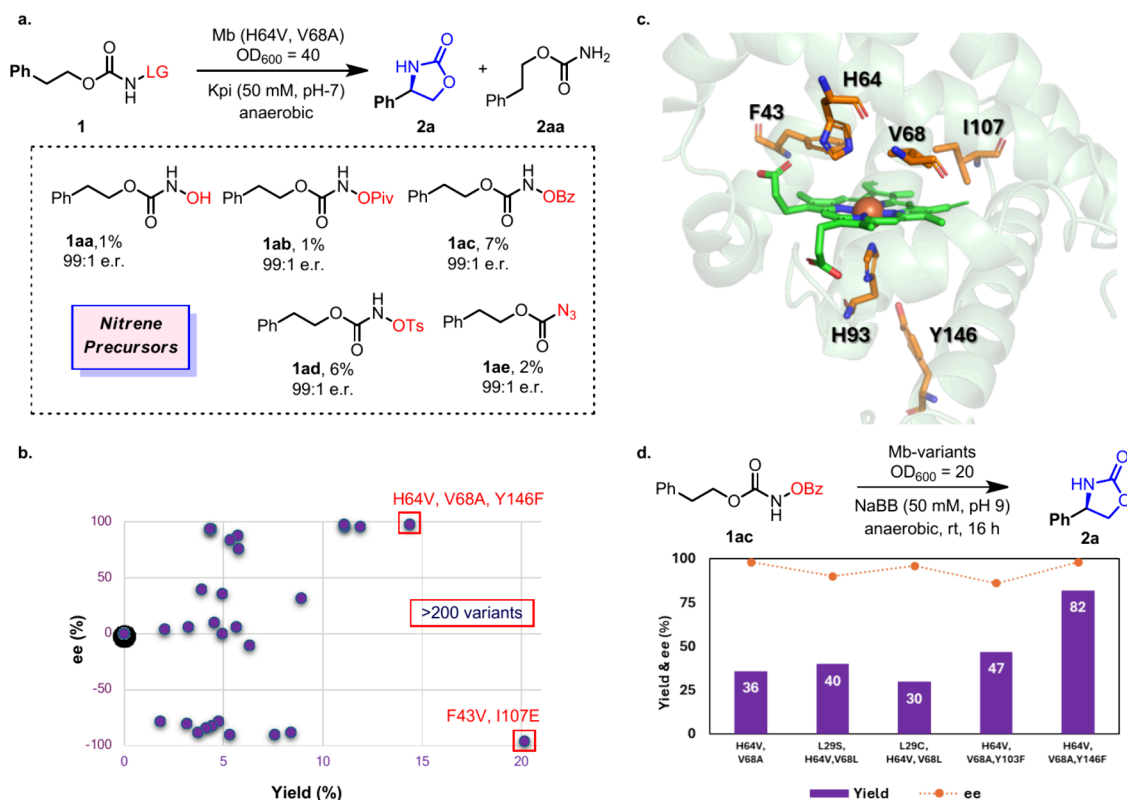 a.
Ph
O
O
N
H
LG
1
Mb (H64V, V68A)
OD600 = 40
Kpi (50 mM, pH-7)
anaerobic
HN
O
O
Ph
2a
+
O
NH2
O
Ph
2aa
Ph
O
H
N
OH
O
1aa,1%
99:1 e.r.
Ph
O
H
N
OPiv
O
1ab, 1%
99:1 e.r.
Ph
O
H
N
OBz
O
1ac, 7%
99:1 e.r.
Nitrene
Precursors
Ph
O
H
N
OTs
O
1ad, 6%
99:1 e.r.
Ph
O
N3
O
1ae, 2%
99:1 e.r.
b.
H64V, V68A, Y146F
>200 variants
F43V, I107E
ee (%)
100
50
0
-50
-100
0
5
10
15
20
Yield (%)
c.
H64
F43
V68
I107
H93
Y146
d.
Ph
O
O
N
H
OBz
1ac
Mb-variants
OD600 = 20
NaBB (50 mM, pH 9)
anaerobic, rt, 16 h
HN
O
O
Ph
2a
Yield & ee (%)
100
75
50
25
0
36
40
30
47
82
H64V,
V68A
L29S,
H64V,V68L
L29C,
H64V, V68L
H64V,
V68A,Y103F
H64V,
V68A,Y146F
Yield
ee